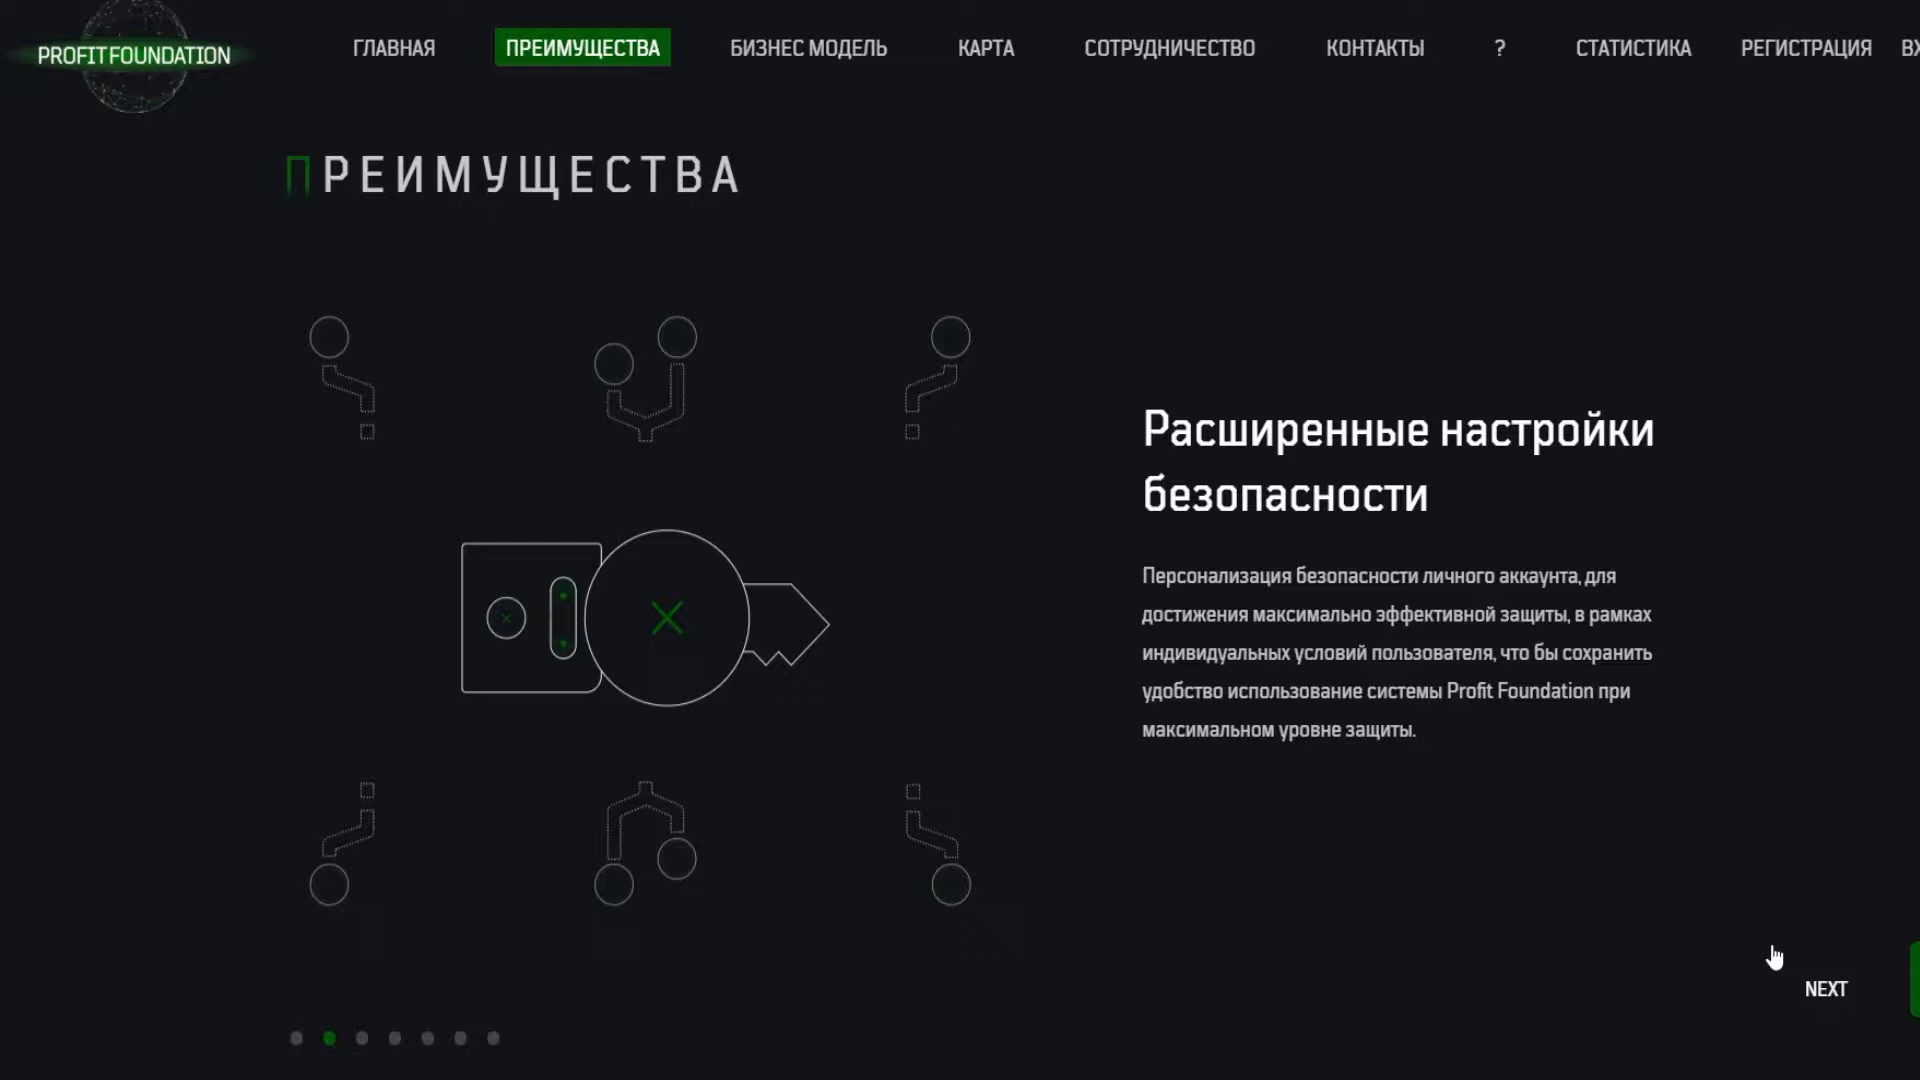 PROFIT FOUNDATION
ГЛАВНАЯ ПРЕИМУЩЕСТВА БИЗНЕС МОДЕЛЬ КАРТА СОТРУДНИЧЕСТВО КОНТАКТЫ ? СТАТИСТИКА РЕГИСТРАЦИЯ
ПРЕИМУЩЕСТВА
Расширенные настройки
безопасности
Персонализация безопасности личного аккаунта, для
достижения максимально эффективной защиты, в рамках
индивидуальных условий пользователя, что бы сохранить
удобство использование системы Profit Foundation при
максимальном уровне защиты.
NEXT